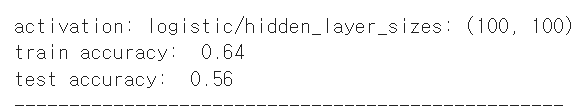 activation: logistic/hidden_layer_sizes: (100, 100)
train accuracy:  0.64
test accuracy:  0.56
--------------------------------------------------